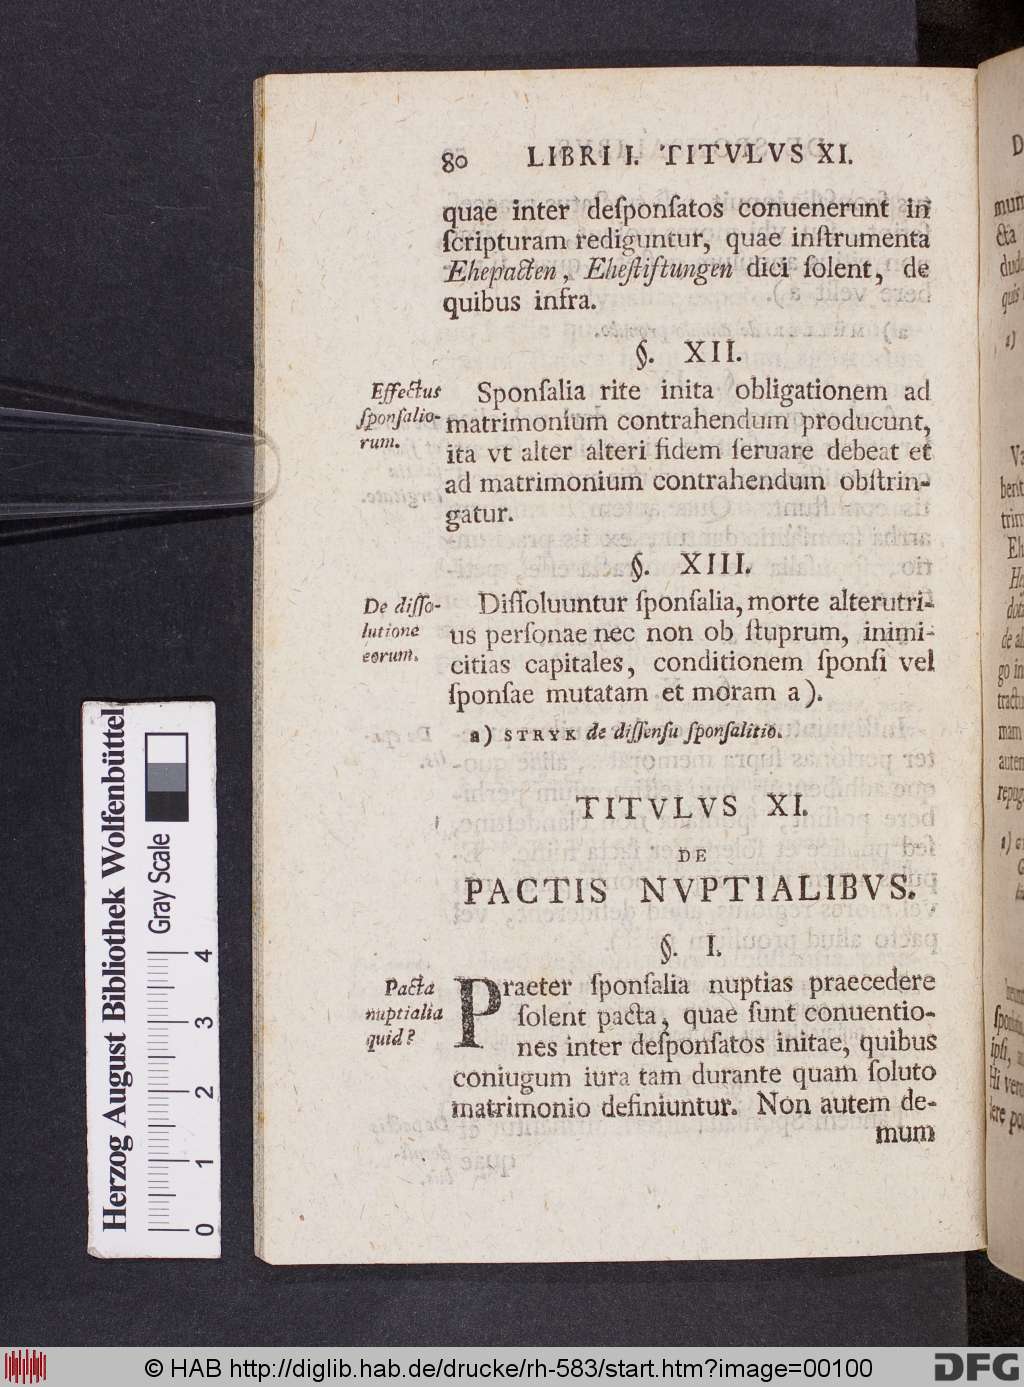 80 LIBRI I. TITVLVS XI.
quae inter deſponſatos conuenerunt in
ſcripturam rediguntur, quae inſtrumenta
Ehepacten, Eheſtiftungen dici ſolent, de
quibus infra.
§. XII.
Effectus
ſponſalio-
rum.
Sponſalia rite inita obligationem ad
matrimonium contrahendum producunt,
ita vt alter alteri fidem ſeruare debeat et
ad matrimonium contrahendum obſtrin-
gatur.
§. XIII.
De diſſo-
lutione
eorum.
Diſſoluuntur ſponſalia, morte alterutri-
us perſonae nec non ob ſtuprum, inimi-
citias capitales, conditionem ſponſi vel
ſponſae mutatam et moram a).
a) STRYK de diſſenſu ſponſalitio.
TITVLVS XI.
DE
PACTIS NVPTIALIBVS.
§. I.
Pacta
nuptialia
quid?
Praeter ſponſalia nuptias praecedere
ſolent pacta, quae ſunt conuentio-
nes inter deſponſatos initae, quibus
coniugum iura tam durante quam ſoluto
matrimonio definiuntur. Non autem de-
mum
Herzog August Bibliothek Wolfenbüttel
Gray Scale
0 1 2 3 4
© HAB http://diglib.hab.de/drucke/rh-583/start.htm?image=00100
DFG